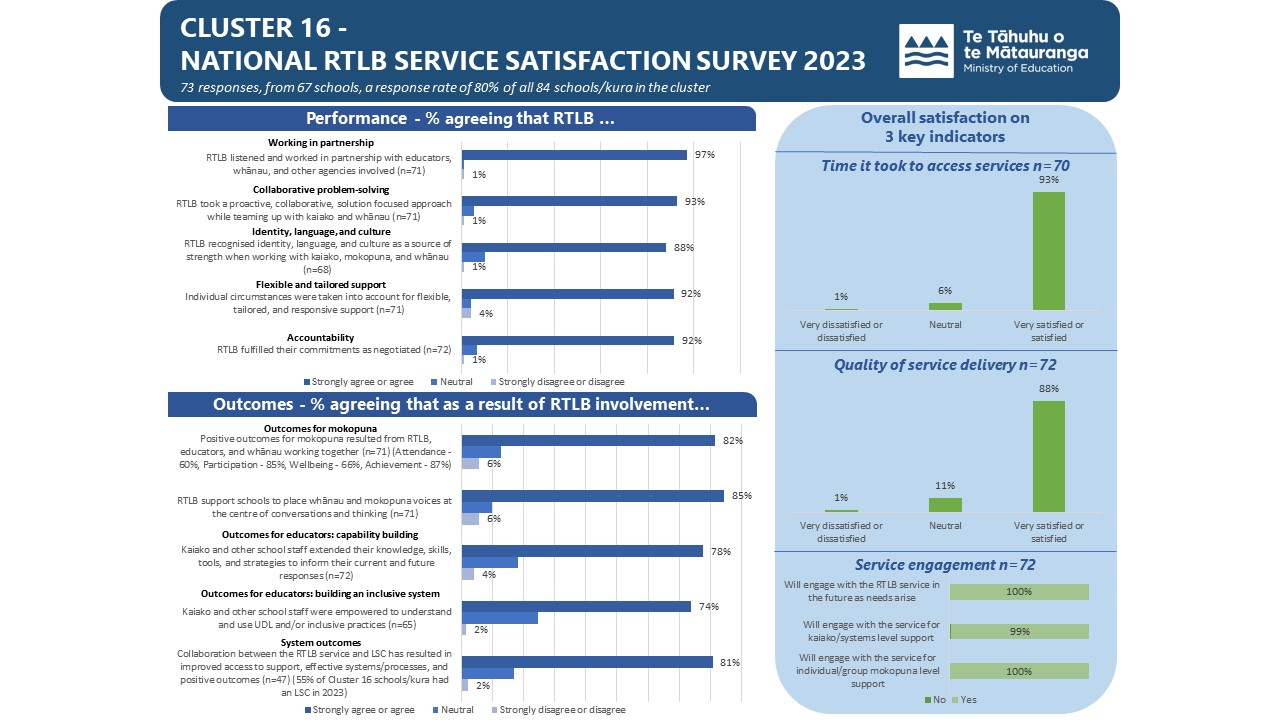 CLUSTER 16 -
NATIONAL RTLB SERVICE SATISFACTION SURVEY 2023
73 responses, from 67 schools, a response rate of 80% of all 84 schools/kura in the cluster
Te Tāhuhu o
te Mātauranga
Ministry of Education
Performance - % agreeing that RTLB ...
Working in partnership
RTLB listened and worked in partnership with educators,
whānau, and other agencies involved (n=71)
97%
1%
Collaborative problem-solving
RTLB took a proactive, collaborative, solution focused approach
while teaming up with kaiako and whānau (n=71)
93%
1%
Identity, language, and culture
RTLB recognised identity, language, and culture as a source of
strength when working with kaiako, mokopuna, and whānau
(n=68)
88%
1%
Flexible and tailored support
Individual circumstances were taken into account for flexible,
tailored, and responsive support (n=71)
92%
4%
Accountability
RTLB fulfilled their commitments as negotiated (n=72)
92%
1%
Strongly agree or agree Neutral Strongly disagree or disagree
Outcomes - % agreeing that as a result of RTLB involvement...
Outcomes for mokopuna
Positive outcomes for mokopuna resulted from RTLB,
educators, and whānau working together (n=71) (Attendance -
60%, Participation - 85%, Wellbeing - 66%, Achievement - 87%)
82%
6%
RTLB support schools to place whānau and mokopuna voices at
the centre of conversations and thinking (n=71)
85%
6%
Outcomes for educators: capability building
Kaiako and other school staff extended their knowledge, skills,
tools, and strategies to inform their current and future
responses (n=72)
78%
4%
Outcomes for educators: building an inclusive system
Kaiako and other school staff were empowered to understand
and use UDL and/or inclusive practices (n=65)
74%
2%
System outcomes
Collaboration between the RTLB service and LSC has resulted in
improved access to support, effective systems/processes, and
positive outcomes (n=47) (55% of Cluster 16 schools/kura had
an LSC in 2023)
81%
2%
Strongly agree or agree Neutral Strongly disagree or disagree
Overall satisfaction on
3 key indicators
Time it took to access services n=70
93%
6%
1%
Very dissatisfied or
dissatisfied
Neutral
Very satisfied or
satisfied
Quality of service delivery n=72
88%
11%
1%
Very dissatisfied or
dissatisfied
Neutral
Very satisfied or
satisfied
Service engagement n=72
Will engage with the RTLB service in
the future as needs arise
100%
Will engage with the service for
kaiako/systems level support
99%
Will engage with the service for
individual/group mokopuna level
support
100%
No Yes